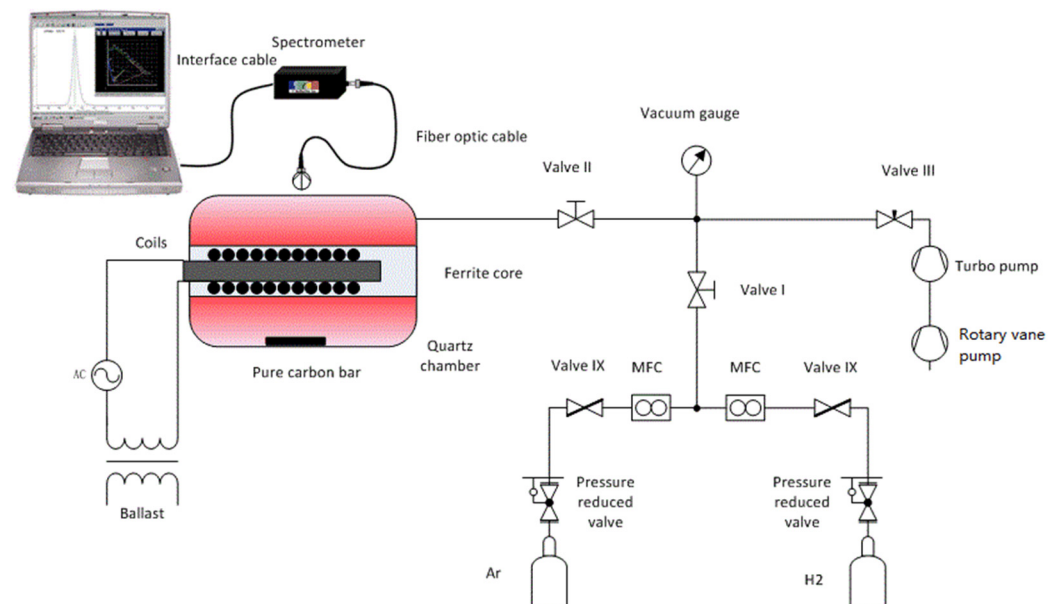 Spectrometer
Interface cable
Vacuum gauge
Fiber optic cable
Valve II
Valve III
Coils
Ferrite core
Turbo pump
Valve I
Rotary vane
pump
Quartz
chamber
Pure carbon bar
AC
Valve IX
MFC
MFC
Valve IX
Pressure
reduced
valve
Pressure
reduced
valve
Ballast
Ar
H2